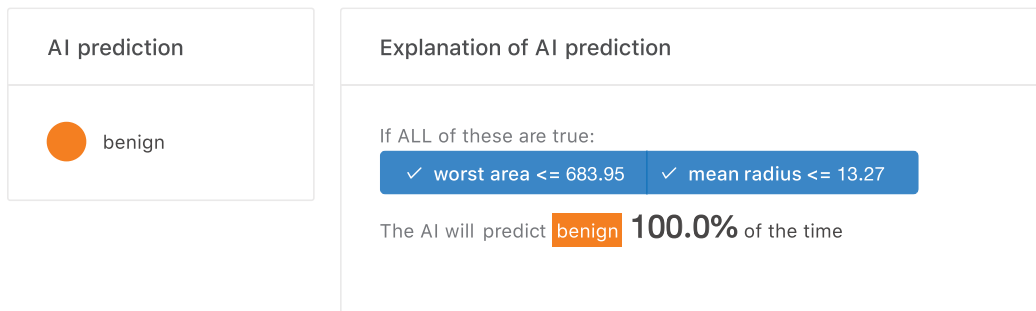 AI prediction
Explanation of AI prediction
benign
If ALL of these are true:
✓ worst area <= 683.95 ✓ mean radius <= 13.27
The AI will predict benign 100.0% of the time